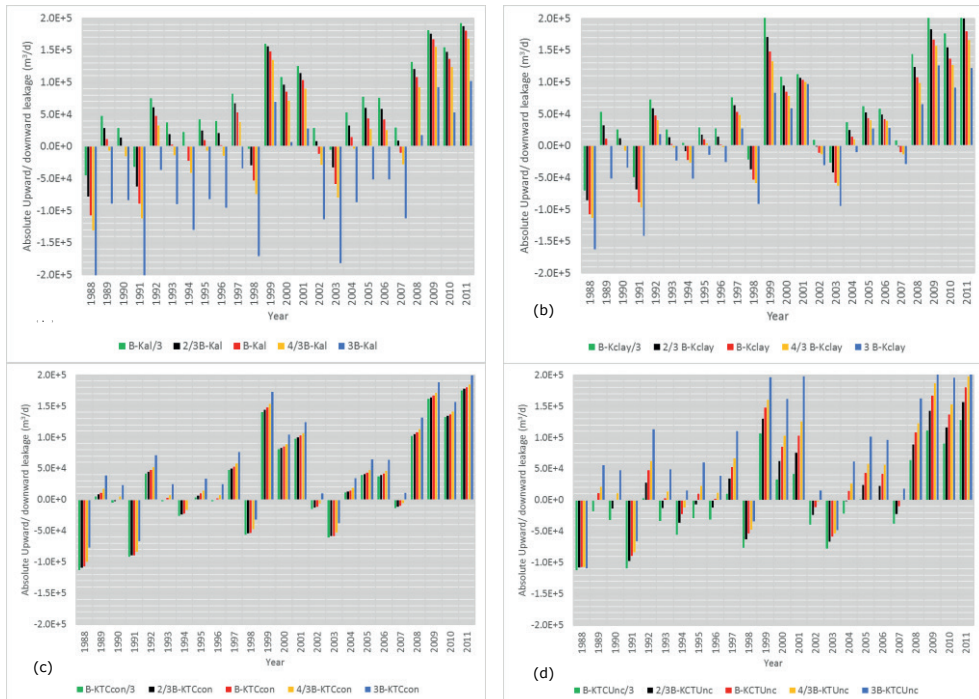 2.0E+5
1.5E+5
1.0E+5
5.0E+4
0.0E+0
-5.0E+4
-1.0E+5
-1.5E+5
-2.0E+5
Absolute Upward/ downward leakage (m³/d)
1988 1989 1990 1991 1992 1993 1994 1995 1996 1997 1998 1999 2000 2001 2002 2003 2004 2005 2006 2007 2008 2009 2010 2011
Year
B-Kal/3 2/3B-Kal B-Kal 4/3B-Kal 3B-Kal
2.0E+5
1.5E+5
1.0E+5
5.0E+4
0.0E+0
-5.0E+4
-1.0E+5
-1.5E+5
-2.0E+5
Absolute Upward/ downward leakage (m³/d)
1988 1989 1990 1991 1992 1993 1994 1995 1996 1997 1998 1999 2000 2001 2002 2003 2004 2005 2006 2007 2008 2009 2010 2011
(b)
Year
B-Kclay/3 2/3 B-Kclay B-Kclay 4/3 B-Kclay 3 B-Kclay
2.0E+5
1.5E+5
1.0E+5
5.0E+4
0.0E+0
-5.0E+4
-1.0E+5
-1.5E+5
-2.0E+5
Absolute Upward/ downward leakage (m³/d)
1988 1989 1990 1991 1992 1993 1994 1995 1996 1997 1998 1999 2000 2001 2002 2003 2004 2005 2006 2007 2008 2009 2010 2011
(c)
Year
B-KTCcon/3 2/3B-KTCcon B-KTCcon 4/3B-KTCcon 3B-KTCcon
2.0E+5
1.5E+5
1.0E+5
5.0E+4
0.0E+0
-5.0E+4
-1.0E+5
-1.5E+5
-2.0E+5
Absolute Upward/ downward leakage (m³/d)
1988 1989 1990 1991 1992 1993 1994 1995 1996 1997 1998 1999 2000 2001 2002 2003 2004 2005 2006 2007 2008 2009 2010 2011
(d)
Year
B-KTCUnc/3 2/3B-KCTUnc B-KCTUnc 4/3B-KTCUnc 3B-KTCUnc